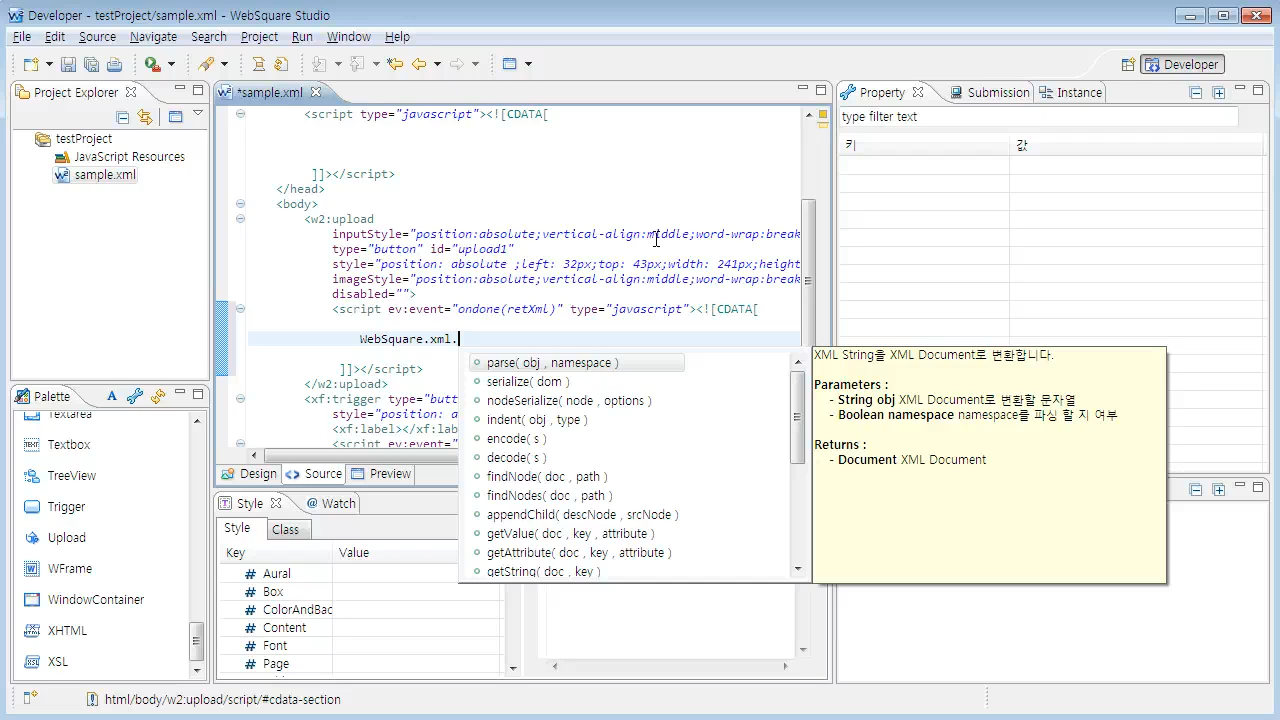 Developer - testProject/sample.xml - WebSquare Studio
File Edit Source Navigate Search Project Run Window Help
Developer
Project Explorer
testProject
JavaScript Resources
sample.xml
*sample.xml
<script type="javascript"><![CDATA[
]]></script>
</head>
<body>
<w2:upload
inputStyle="position:absolute;vertical-align:middle;word-wrap:break
type="button" id="upload1"
style="position: absolute ;left: 32px;top: 43px;width: 241px;height
imageStyle="position:absolute;vertical-align:middle;word-wrap:break
disabled="">
<script ev:event="ondone(retXml)" type="javascript"><![CDATA[
WebSquare.xml.
]]></script>
</w2:upload>
<xf:trigger type="butt
style="position: a
<xf:label></xf:lab
<script ev:event="
parse( obj , namespace )
serialize( dom )
nodeSerialize( node , options )
indent( obj , type )
encode( s )
decode( s )
findNode( doc , path )
findNodes( doc , path )
appendChild( descNode , srcNode )
getValue( doc , key , attribute )
getAttribute( doc , key , attribute )
getString( doc , key )
XML String을 XML Document로 변환합니다.
Parameters :
- String obj XML Document로 변환할 문자열
- Boolean namespace namespace를 파싱 할 지 여부
Returns :
- Document XML Document
Design Source Preview
Property Submission Instance
type filter text
키 값
Palette
Textarea
Textbox
TreeView
Trigger
Upload
WFrame
WindowContainer
XHTML
XSL
Style Watch
Style Class
Key Value
Aural
Box
ColorAndBac
Content
Font
Page
html/body/w2:upload/script/#cdata-section